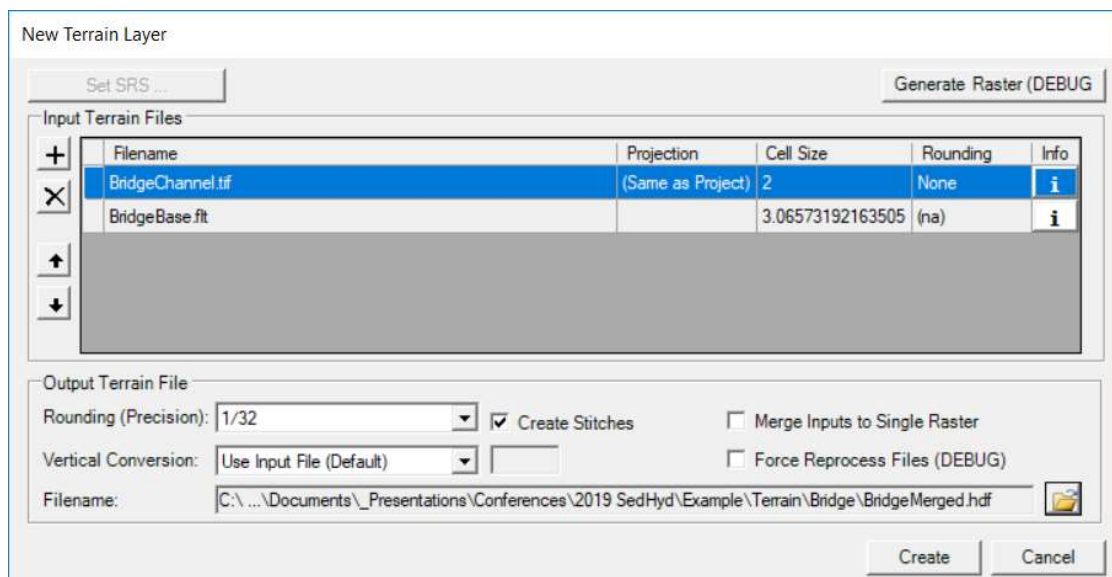 New Terrain Layer
Set SRS ...
Generate Raster (DEBUG
Input Terrain Files
Filename Projection Cell Size Rounding Info
BridgeChannel.tif (Same as Project) 2 None i
BridgeBase.flt 3.06573192163505 (na) i
Output Terrain File
Rounding (Precision): 1/32 Create Stitches Merge Inputs to Single Raster
Vertical Conversion: Use Input File (Default) Force Reprocess Files (DEBUG)
Filename: C:\ ...\Documents\_Presentations\Conferences\2019 SedHyd\Example\Terrain\Bridge\BridgeMerged.hdf
Create Cancel